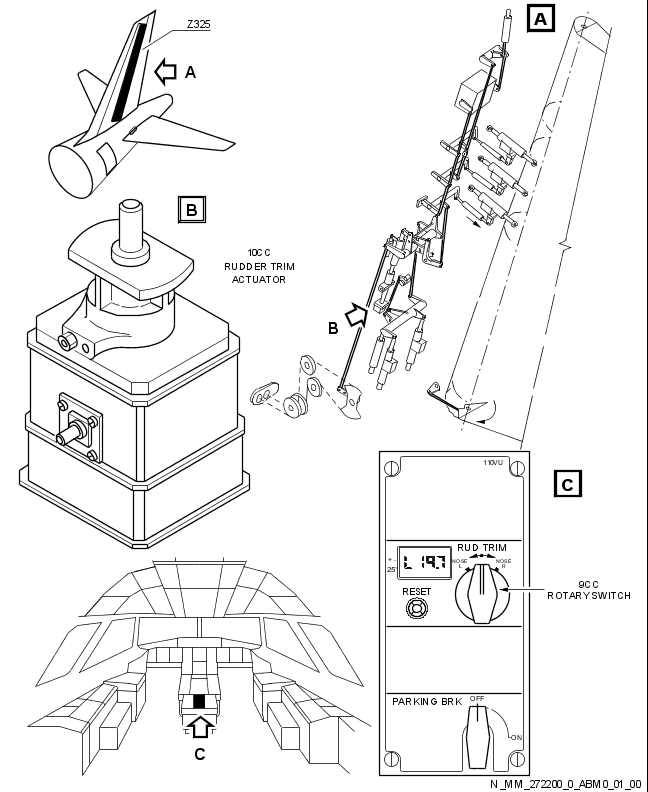 Z325
A
A
B
10CC
RUDDER TRIM
ACTUATOR
B
110VU
C
RUD TRIM
+ -
25°
L 19.7
NOSE
L
NOSE
R
RESET
9CC
ROTARY SWITCH
PARKING BRK
OFF
ON
C
N_MM_272200_0_ABM0_01_00